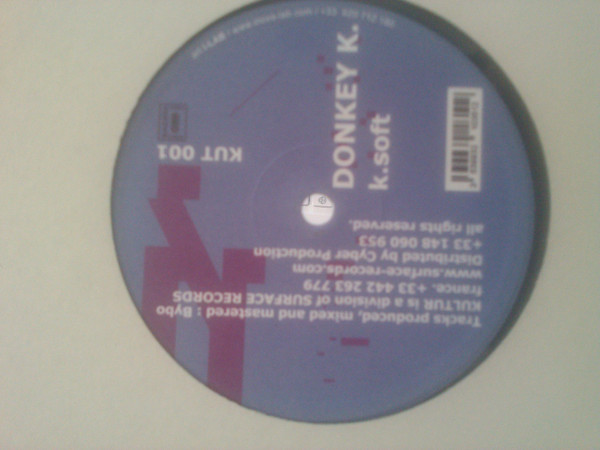 DONKEY K.
k.soft
KUT 001
Tracks produced, mixed and mastered : Bybo
KULTUR is a division of SURFACE RECORDS
france. +33 442 263 779
www.surface-records.com
Distributed by Cyber Production
+33 148 060 953
all rights reserved.